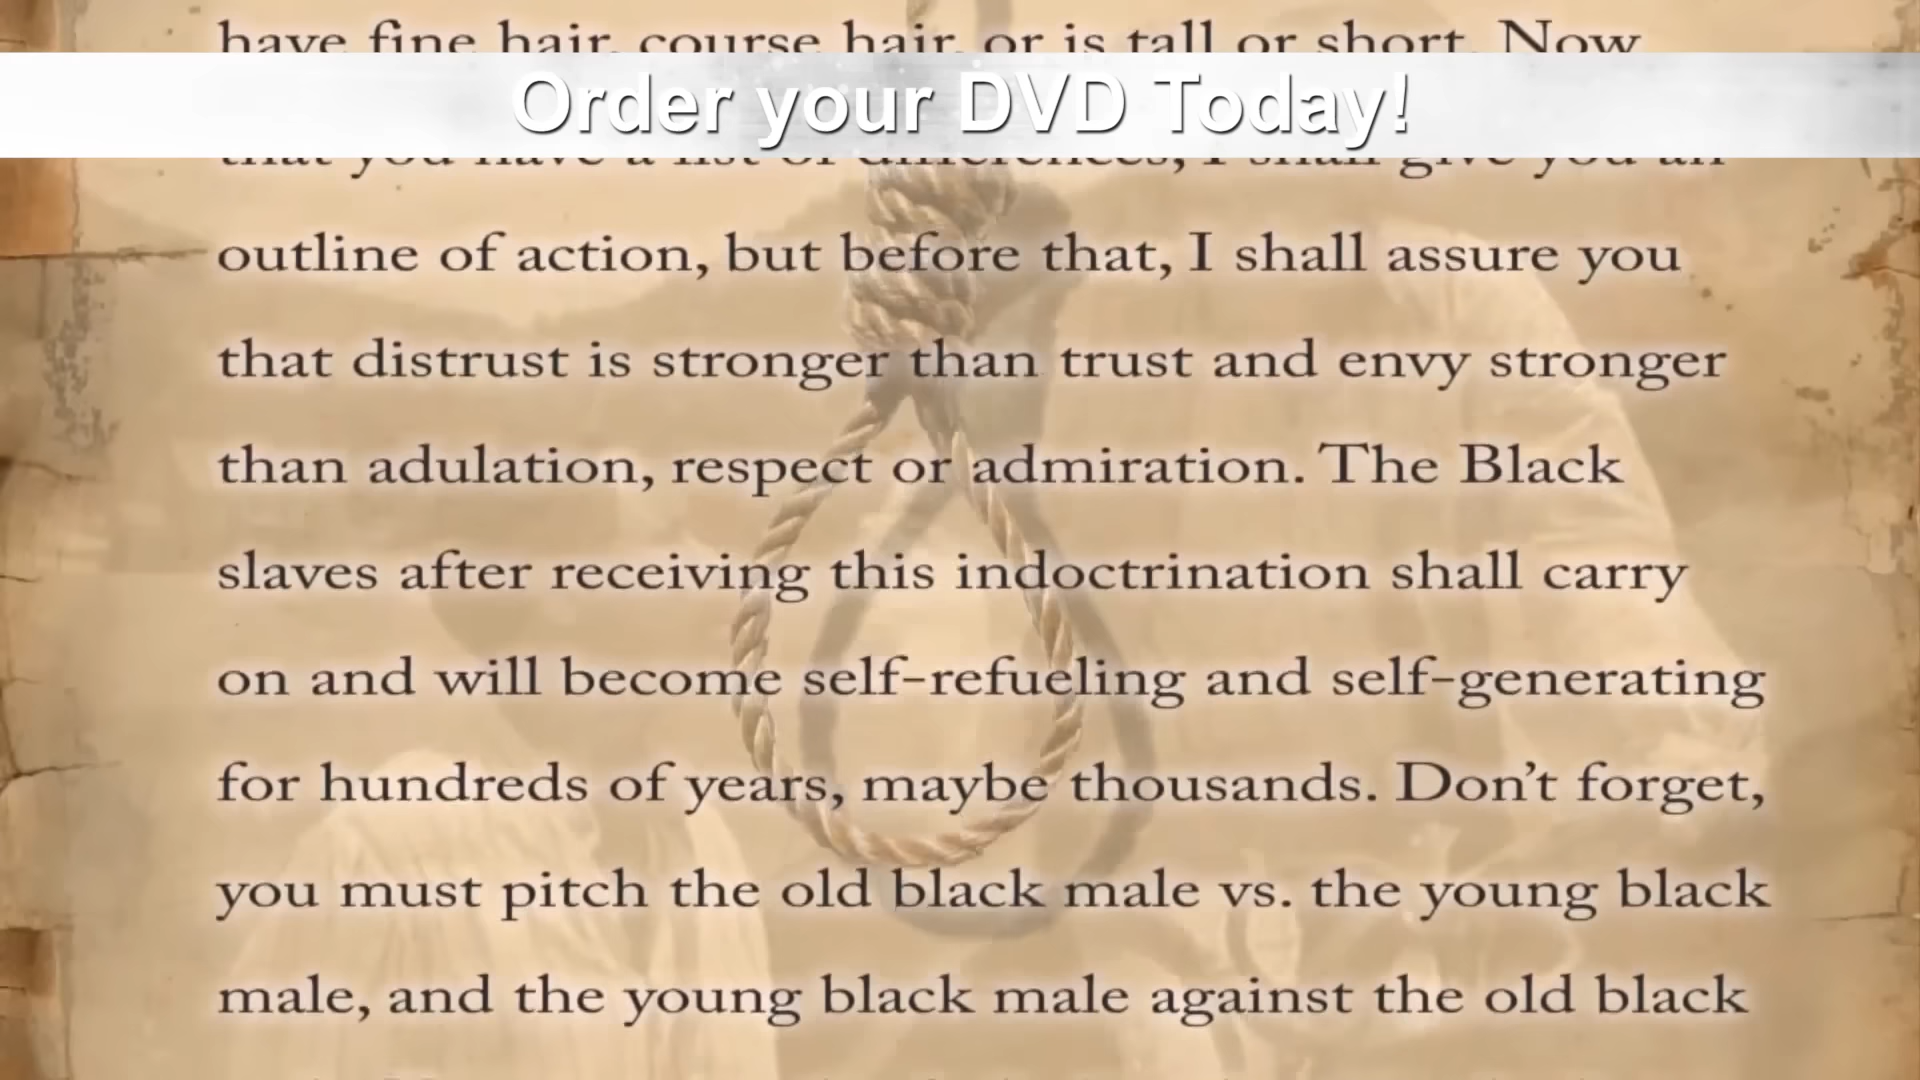 have fine hair, course hair, or is tall or short. Now
Order your DVD Today!
that you have a list of differences, I shall give you an
outline of action, but before that, I shall assure you
that distrust is stronger than trust and envy stronger
than adulation, respect or admiration. The Black
slaves after receiving this indoctrination shall carry
on and will become self-refueling and self-generating
for hundreds of years, maybe thousands. Don't forget,
you must pitch the old black male vs. the young black
male, and the young black male against the old black